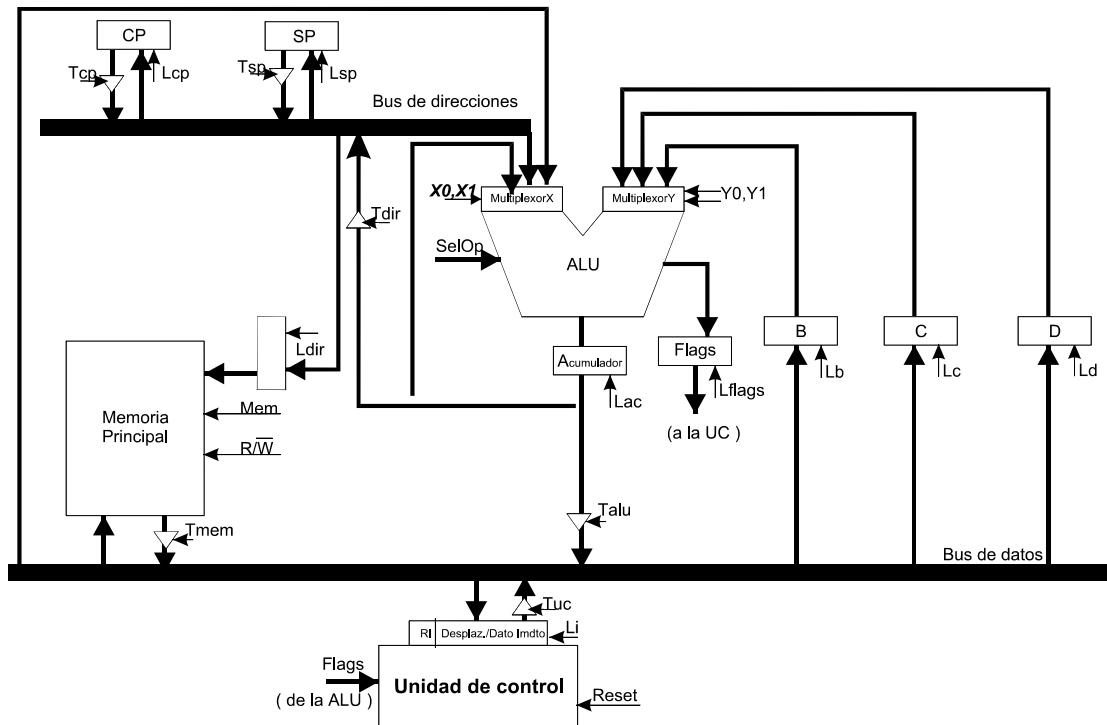 CP
SP
Tcp
Lcp
Tsp
Lsp
Bus de direcciones
X0,X1
MultiplexorX
MultiplexorY
Y0,Y1
Tdir
SelOp
ALU
B
C
D
Ldir
Acumulador
Flags
Lb
Lc
Ld
Lac
Lflags
Mem
Memoria
Principal
(a la UC )
R/W̅
Talu
Tmem
Bus de datos
Tuc
RI
Desplaz./Dato Imdto
Li
Flags
( de la ALU )
Unidad de control
Reset